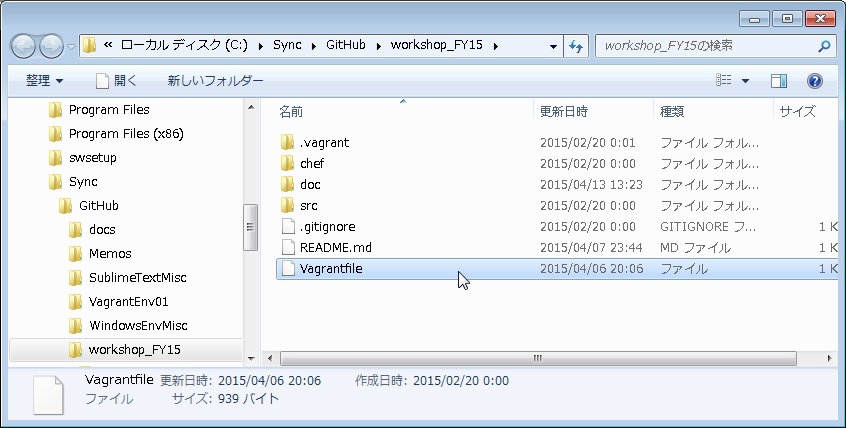 « ローカル ディスク (C:) ▸ Sync ▸ GitHub ▸ workshop_FY15 ▸
workshop_FY15の検索
整理 ▼ 開く 新しいフォルダー
Program Files
Program Files (x86)
swsetup
Sync
GitHub
docs
Memos
SublimeTextMisc
VagrantEnv01
WindowsEnvMisc
workshop_FY15
名前 更新日時 種類 サイズ
.vagrant 2015/02/20 0:01 ファイル フォル...
chef 2015/02/20 0:00 ファイル フォル...
doc 2015/04/13 13:23 ファイル フォル...
src 2015/02/20 0:00 ファイル フォル...
.gitignore 2015/02/20 0:00 GITIGNORE フ... 1 K
README.md 2015/04/07 23:44 MD ファイル 1 K
Vagrantfile 2015/04/06 20:06 ファイル 1 K
Vagrantfile 更新日時: 2015/04/06 20:06 作成日時: 2015/02/20 0:00
ファイル サイズ: 939 バイト